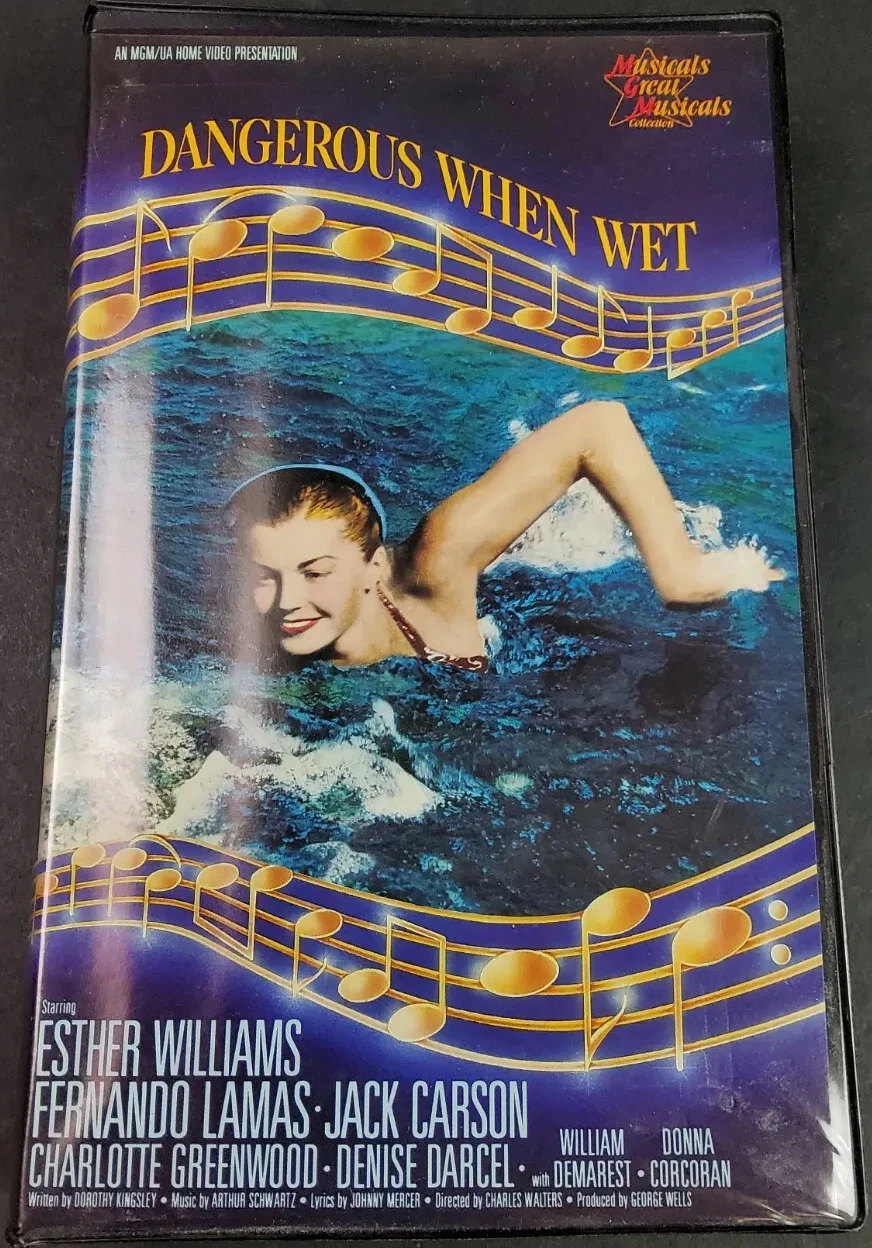 AN MGM/UA HOME VIDEO PRESENTATION
Musicals
Great
Musicals
Collection
DANGEROUS WHEN WET
Starring
ESTHER WILLIAMS
FERNANDO LAMAS · JACK CARSON
CHARLOTTE GREENWOOD · DENISE DARCEL · with WILLIAM DEMAREST · DONNA CORCORAN
Written by DOROTHY KINGSLEY • Music by ARTHUR SCHWARTZ • Lyrics by JOHNNY MERCER • Directed by CHARLES WALTERS • Produced by GEORGE WELLS